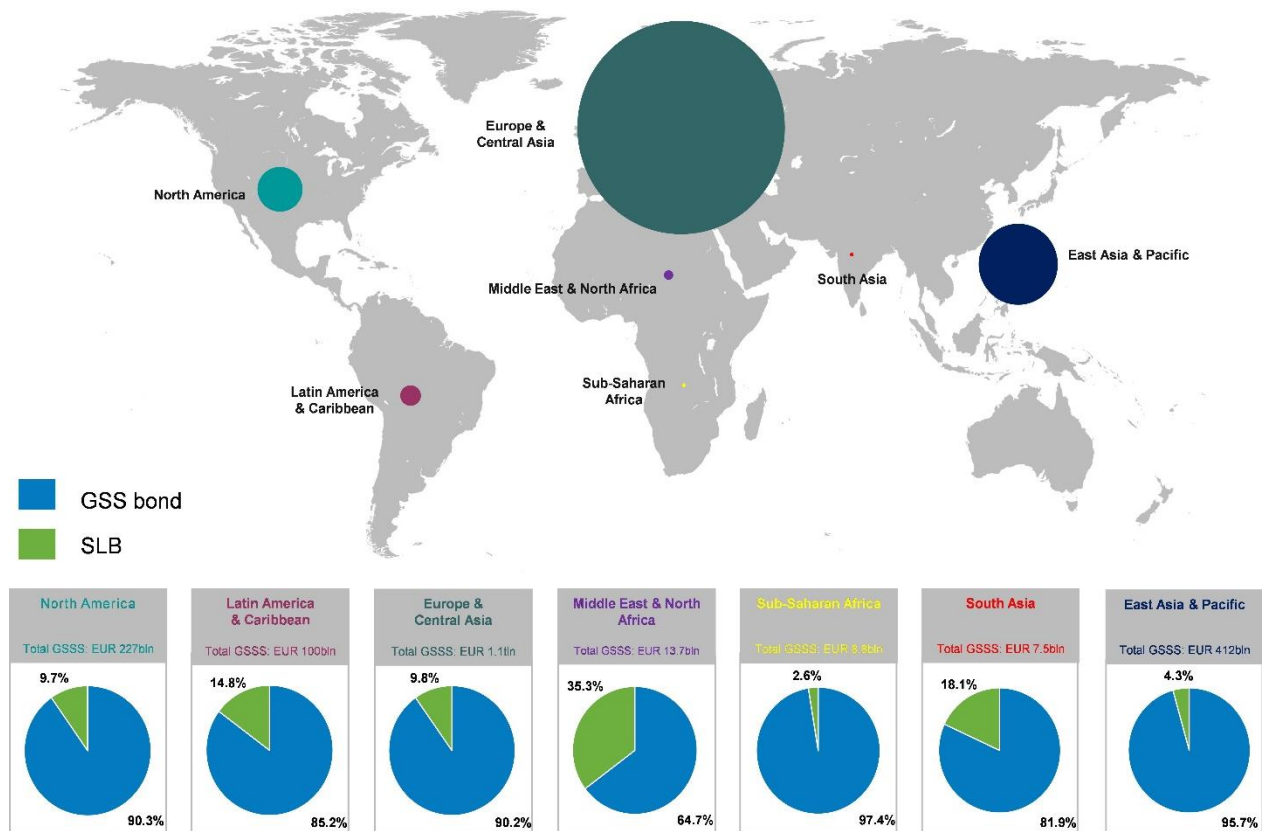 Europe &
Central Asia
North America
East Asia & Pacific
South Asia
Middle East & North Africa
Sub-Saharan
Africa
Latin America
& Caribbean
GSS bond
SLB
North America
Total GSSS: EUR 227bln
9.7%
90.3%
Latin America
& Caribbean
Total GSSS: EUR 100bln
14.8%
85.2%
Europe &
Central Asia
Total GSSS: EUR 1.1tln
9.8%
90.2%
Middle East & North
Africa
Total GSSS: EUR 13.7bln
35.3%
64.7%
Sub-Saharan Africa
Total GSSS: EUR
2.6%
97.4%
South Asia
Total GSSS: EUR 7.5bln
18.1%
81.9%
East Asia & Pacific
Total GSSS: EUR 412bln
4.3%
95.7%